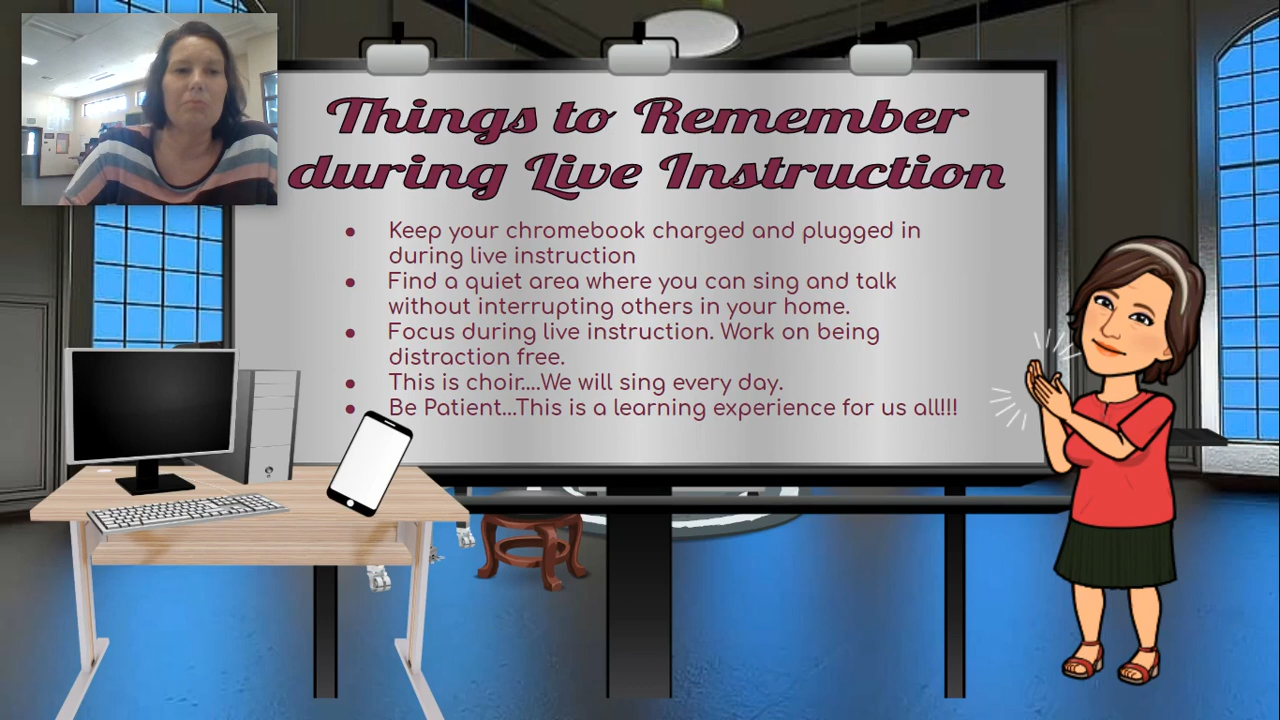 Things to Remember
during Live Instruction
● Keep your chromebook charged and plugged in
during live instruction
● Find a quiet area where you can sing and talk
without interrupting others in your home.
● Focus during live instruction. Work on being
distraction free.
● This is choir....We will sing every day.
● Be Patient...This is a learning experience for us all!!!